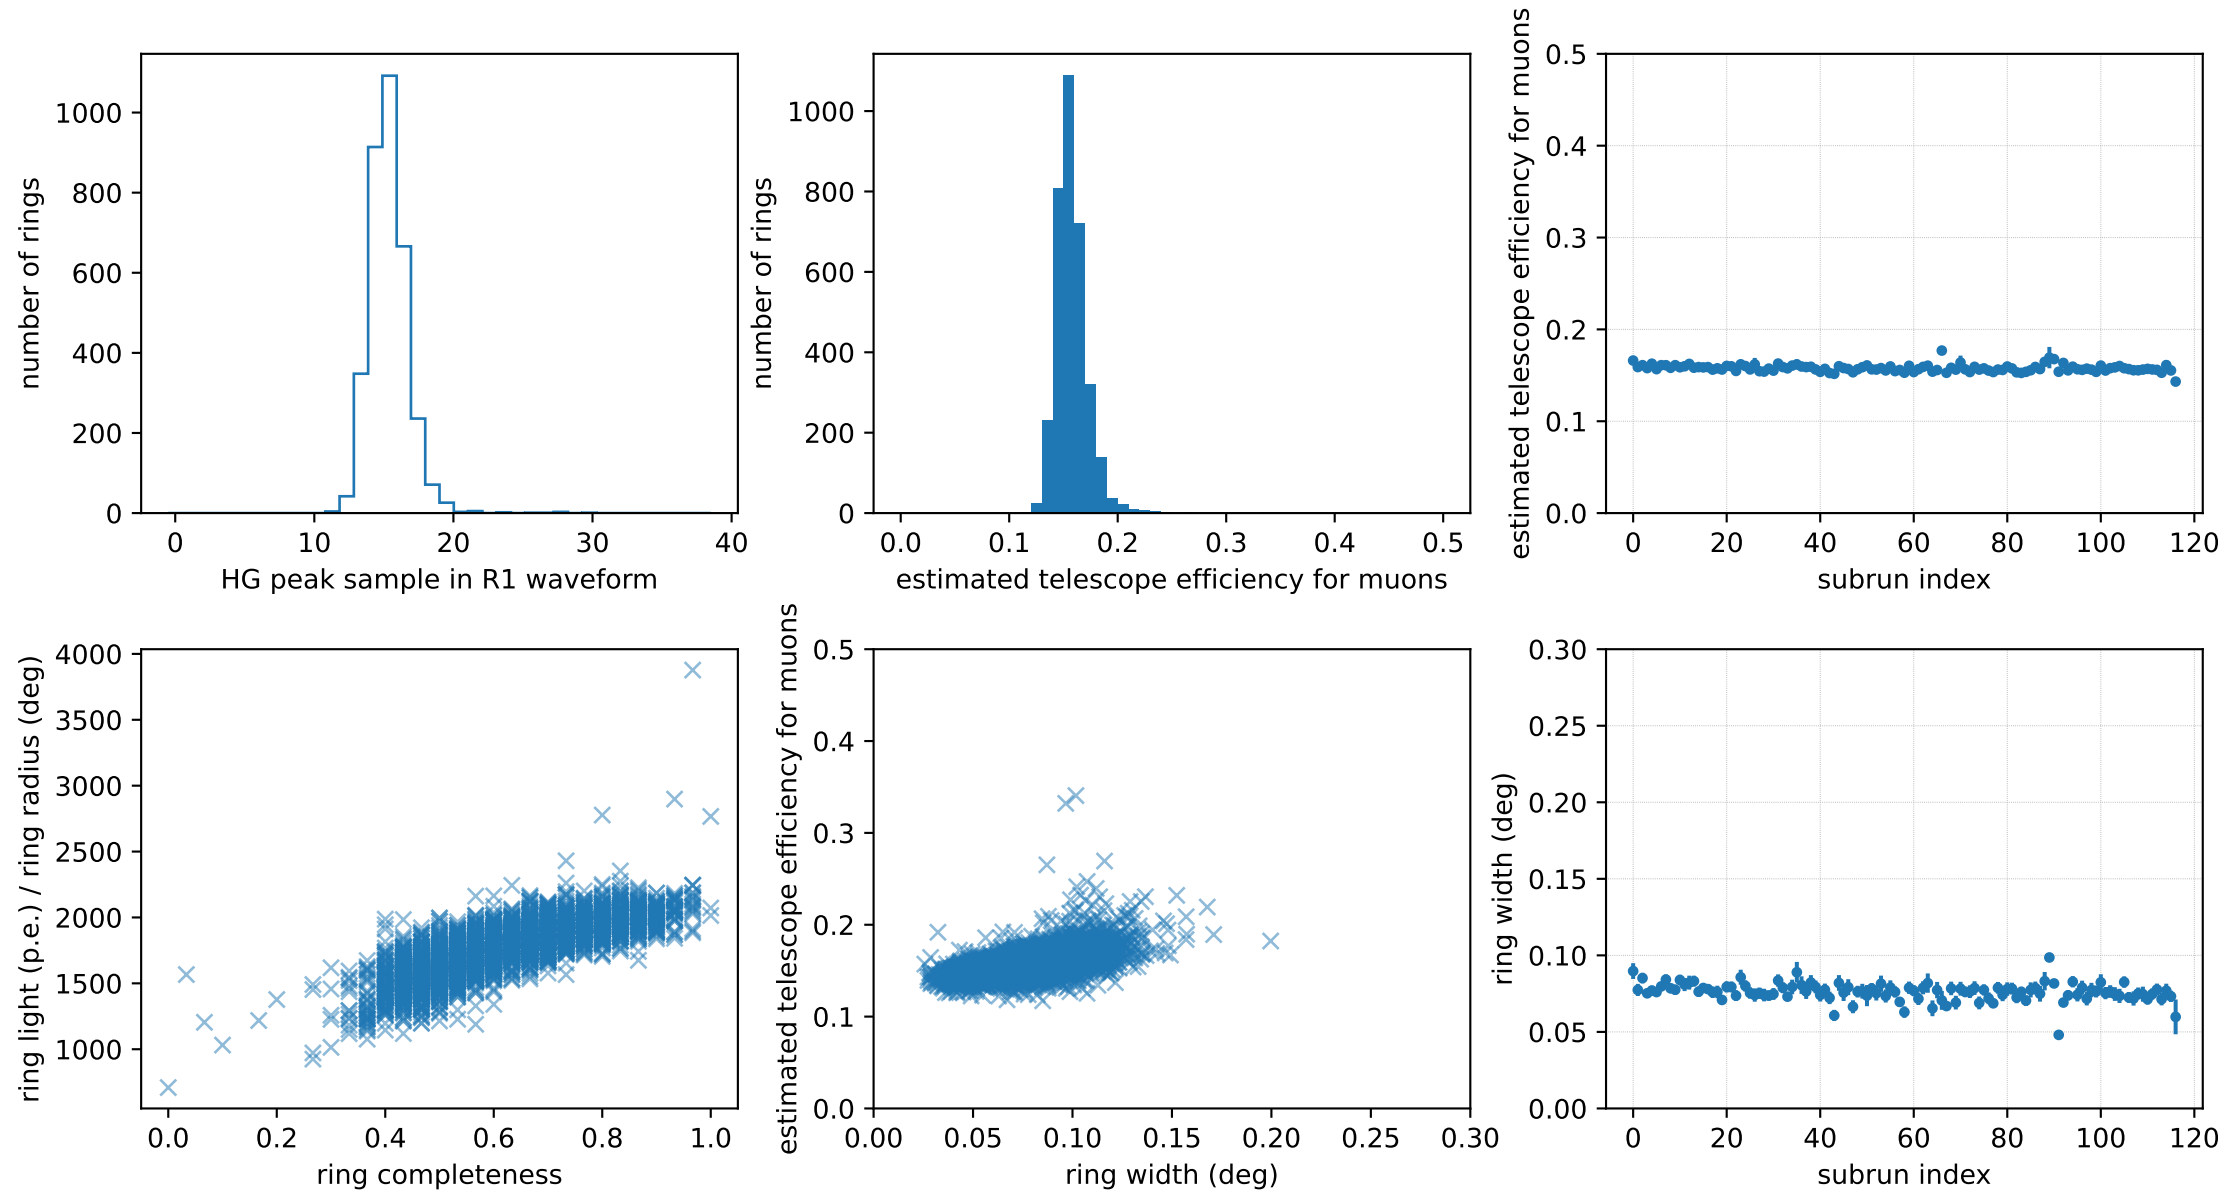 number of rings
1000
800
600
400
200
0
0 10 20 30 40
HG peak sample in R1 waveform
number of rings
1000
800
600
400
200
0
0.0 0.1 0.2 0.3 0.4 0.5
estimated telescope efficiency for muons
estimated telescope efficiency for muons
0.5
0.4
0.3
0.2
0.1
0.0
0 20 40 60 80 100 120
subrun index
ring light (p.e.) / ring radius (deg)
4000
3500
3000
2500
2000
1500
1000
0.0 0.2 0.4 0.6 0.8 1.0
ring completeness
estimated telescope efficiency for muons
0.5
0.4
0.3
0.2
0.1
0.0
0.00 0.05 0.10 0.15 0.20 0.25 0.30
ring width (deg)
ring width (deg)
0.30
0.25
0.20
0.15
0.10
0.05
0.00
0 20 40 60 80 100 120
subrun index